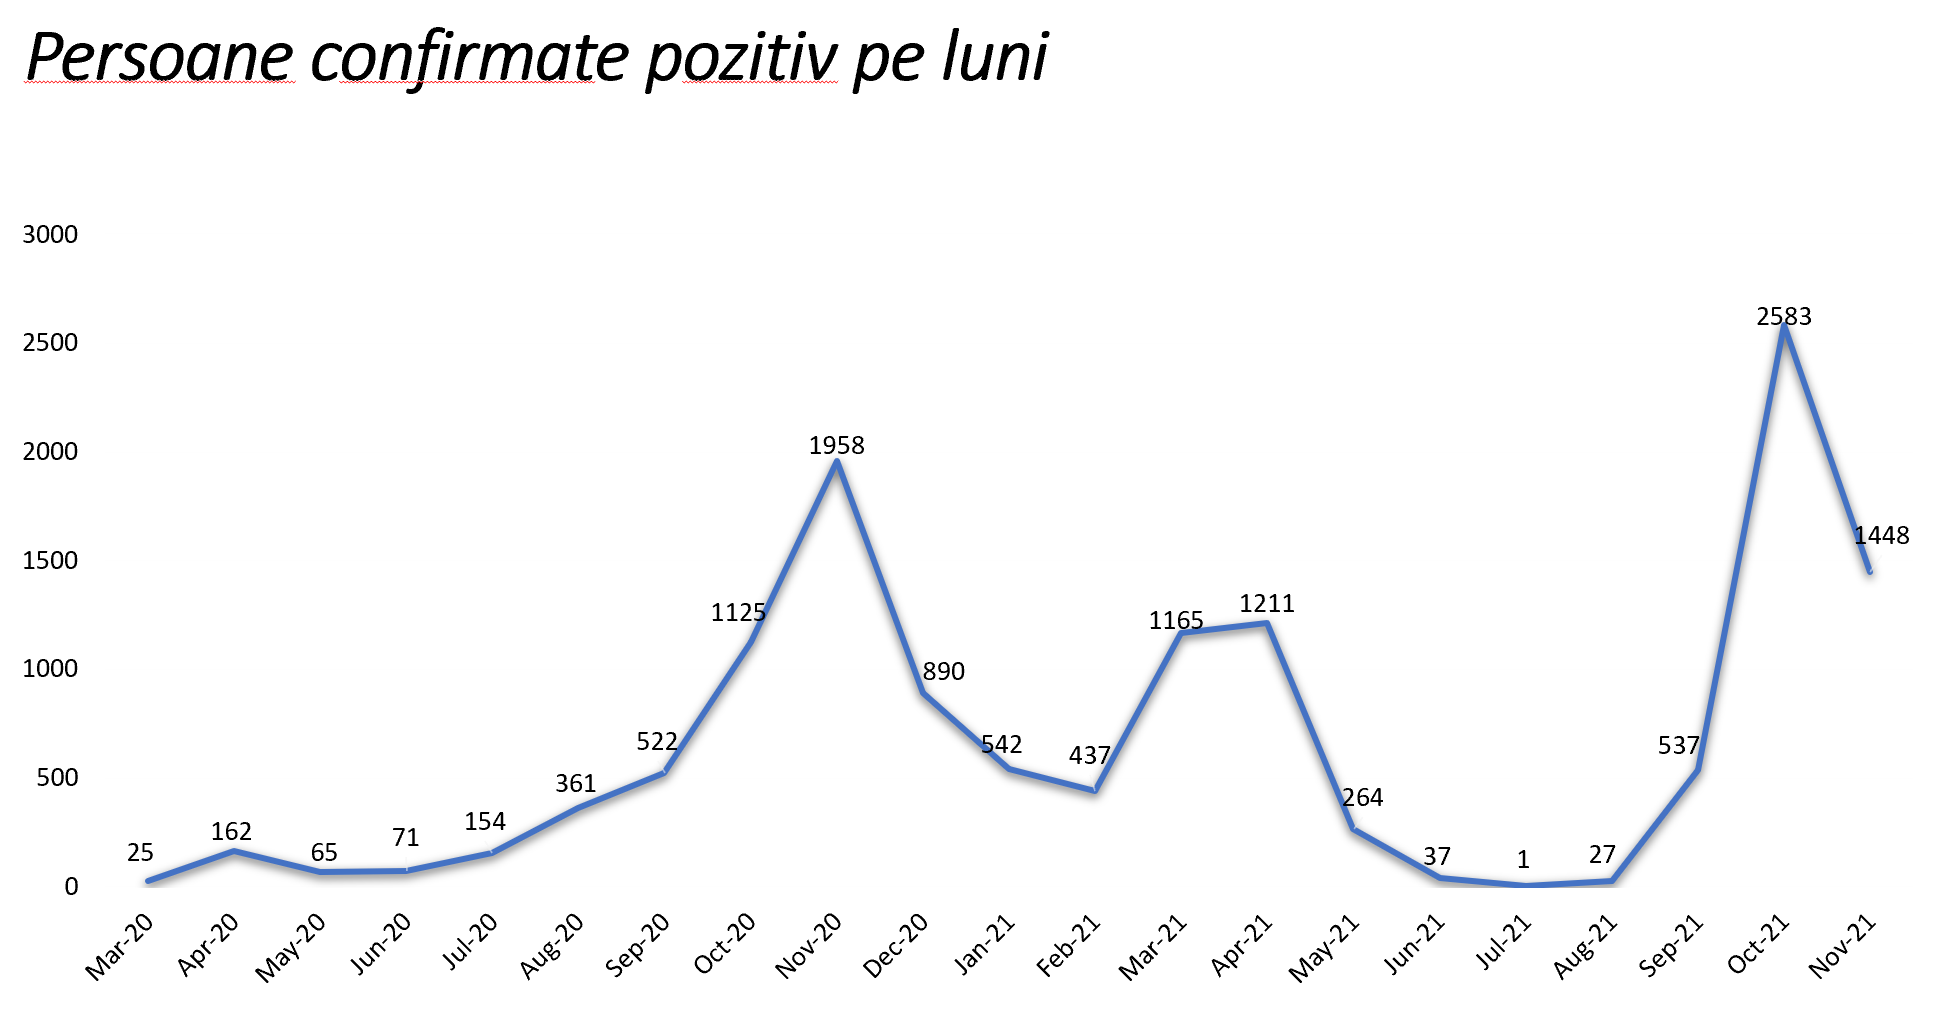 Persoane confirmate pozitiv pe luni
3000
2500
2000
1500
1000
500
0
25
162
65
71
154
361
522
1125
1958
890
542
437
1165
1211
264
37
1
27
537
2583
1448
Mar-20
Apr-20
May-20
Jun-20
Jul-20
Aug-20
Sep-20
Oct-20
Nov-20
Dec-20
Jan-21
Feb-21
Mar-21
Apr-21
May-21
Jun-21
Jul-21
Aug-21
Sep-21
Oct-21
Nov-21